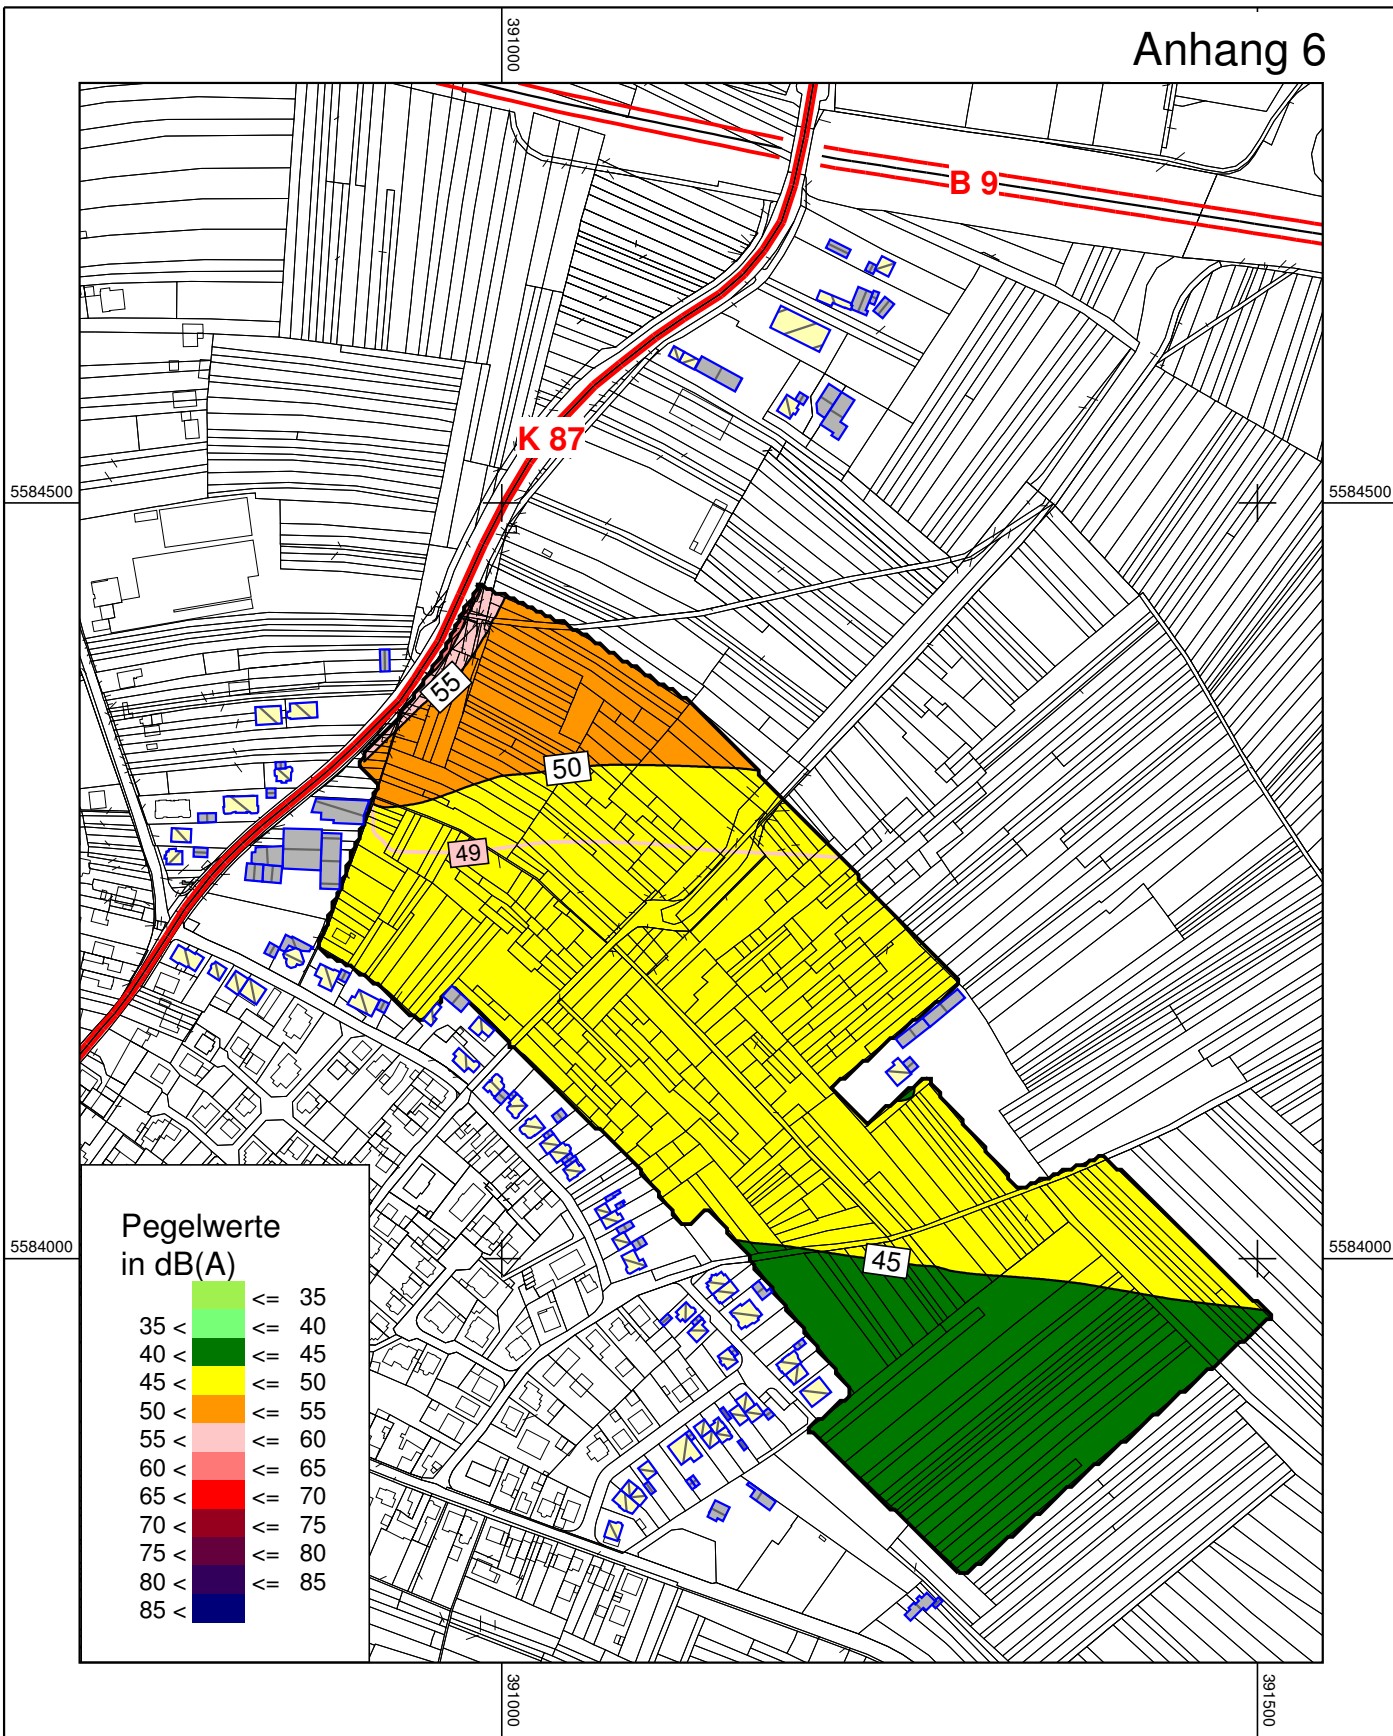 391000
Anhang 6
B 9
K 87
5584500
5584500
55
50
49
5584000
5584000
45
Pegelwerte
in dB(A)
<= 35
35 < <= 40
40 < <= 45
45 < <= 50
50 < <= 55
55 < <= 60
60 < <= 65
65 < <= 70
70 < <= 75
75 < <= 80
80 < <= 85
85 <
391000
391500